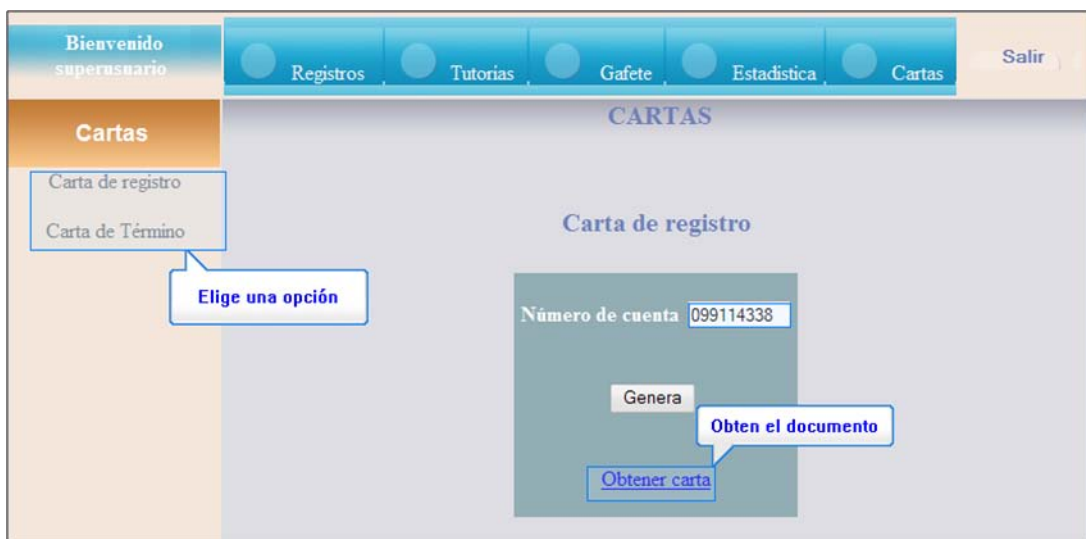 Bienvenido
superusuario
Registros
Tutorias
Gafete
Estadistica
Cartas
Salir
Cartas
CARTAS
Carta de registro
Carta de Término
Elige una opción
Carta de registro
Número de cuenta 099114338
Genera
Obten el documento
Obtener carta